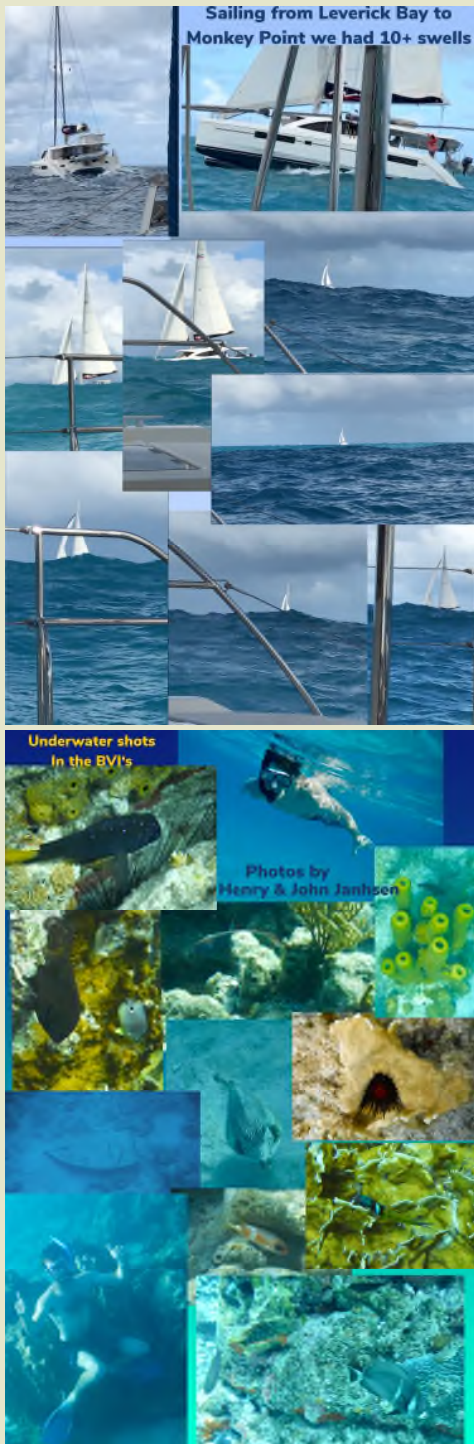 Sailing from Leverick Bay to
Monkey Point we had 10+ swells
Underwater shots
In the BVI's
Photos by
Henry & John Janhsen